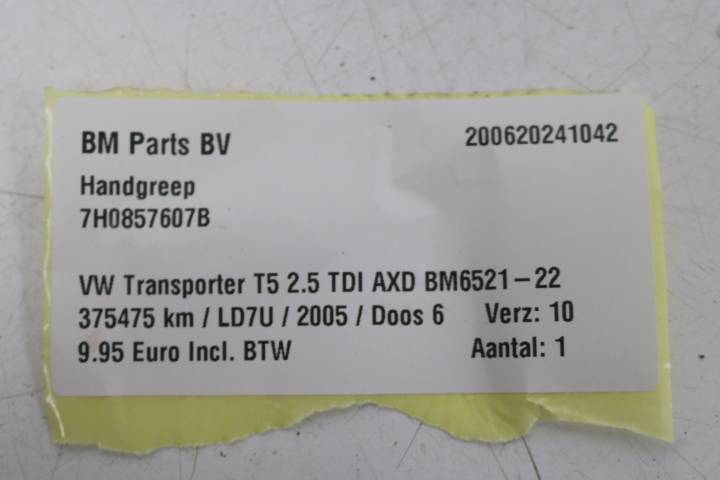 BM Parts BV 200620241042
Handgreep
7H0857607B
VW Transporter T5 2.5 TDI AXD BM6521-22
375475 km / LD7U / 2005 / Doos 6 Verz: 10
9.95 Euro Incl. BTW Aantal: 1